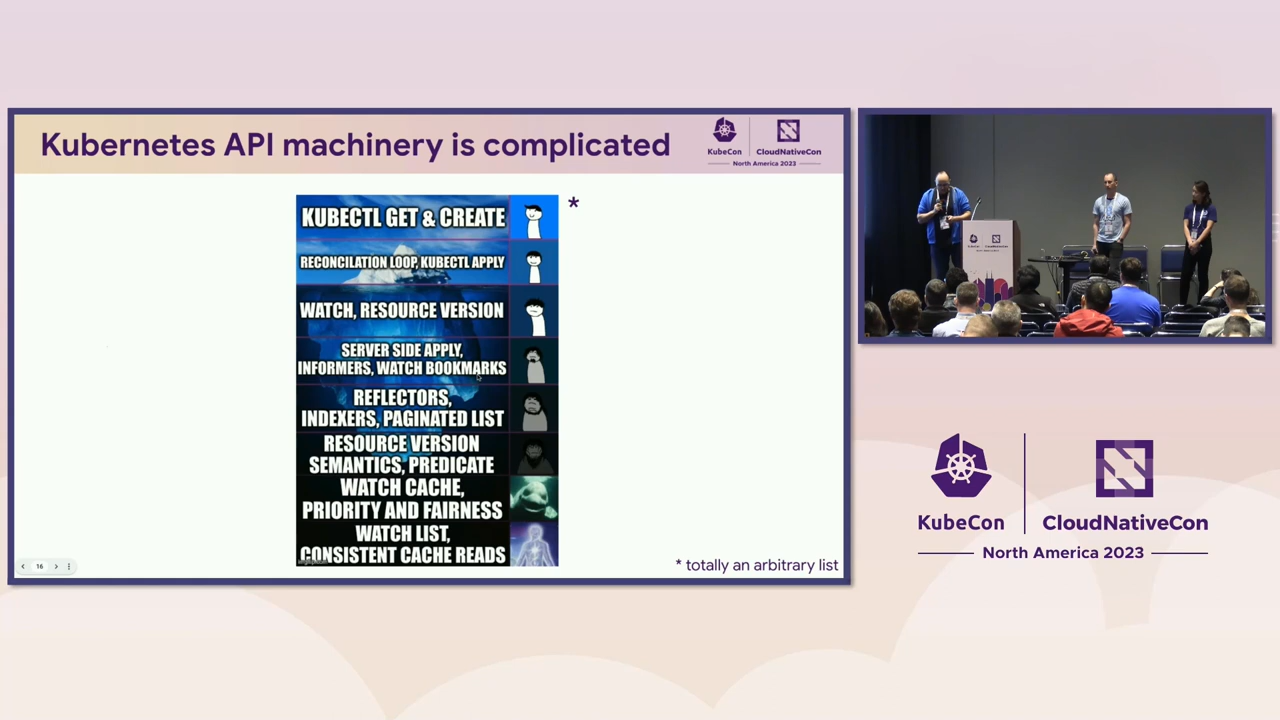 Kubernetes API machinery is complicated
KubeCon
CloudNativeCon
North America 2023
KUBECTL GET & CREATE
*
RECONCILATION LOOP, KUBECTL APPLY
WATCH, RESOURCE VERSION
SERVER SIDE APPLY,
INFORMERS, WATCH BOOKMARKS
REFLECTORS,
INDEXERS, PAGINATED LIST
RESOURCE VERSION
SEMANTICS, PREDICATE
WATCH CACHE,
PRIORITY AND FAIRNESS
WATCH LIST,
CONSISTENT CACHE READS
* totally an arbitrary list
16
KubeCon
CloudNativeCon
North America 2023